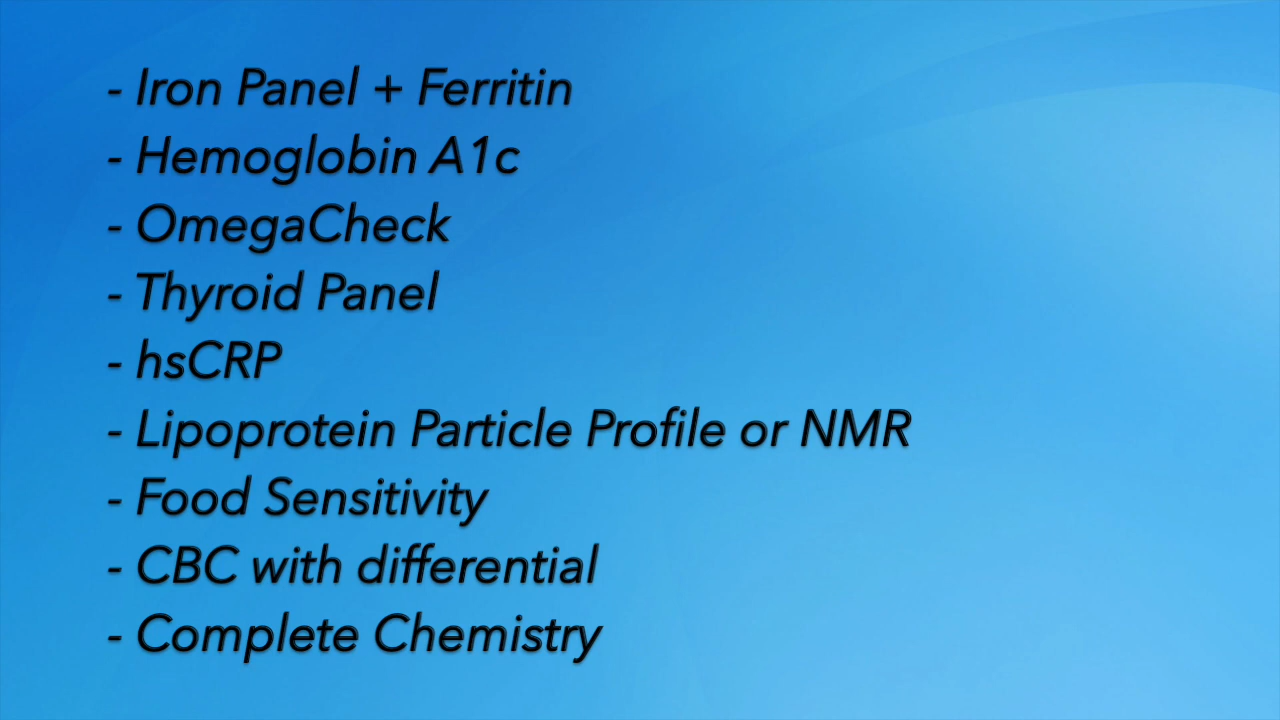 - Iron Panel + Ferritin
- Hemoglobin A1c
- OmegaCheck
- Thyroid Panel
- hsCRP
- Lipoprotein Particle Profile or NMR
- Food Sensitivity
- CBC with differential
- Complete Chemistry